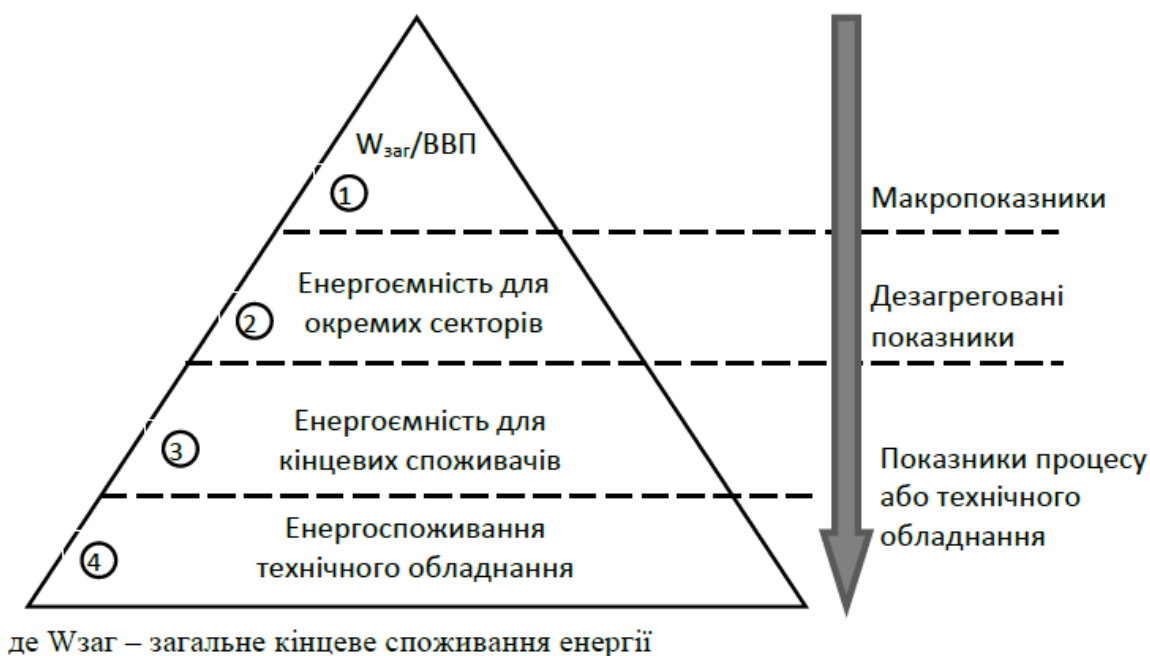 Wзаг/ВВП
1
Макропоказники
Енергоємність для
окремих секторів
2
Дезагреговані
показники
Енергоємність для
кінцевих споживачів
3
Показники процесу
або технічного
обладнання
Енергоспоживання
технічного обладнання
4
де Wзаг – загальне кінцеве споживання енергії